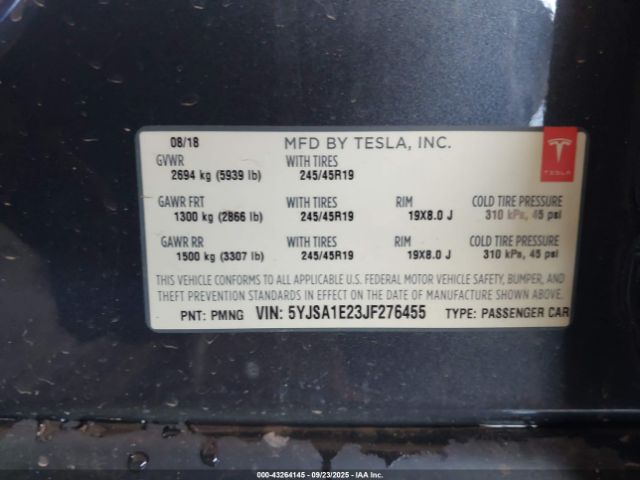 08/18 MFD BY TESLA, INC.
GVWR WITH TIRES
2694 kg (5939 lb) 245/45R19
TESLA
GAWR FRT WITH TIRES RIM COLD TIRE PRESSURE
1300 kg (2866 lb) 245/45R19 19X8.0 J 310 kPa, 45 psi
GAWR RR WITH TIRES RIM COLD TIRE PRESSURE
1500 kg (3307 lb) 245/45R19 19X8.0 J 310 kPa, 45 psi
THIS VEHICLE CONFORMS TO ALL APPLICABLE U.S. FEDERAL MOTOR VEHICLE SAFETY, BUMPER, AND
THEFT PREVENTION STANDARDS IN EFFECT ON THE DATE OF MANUFACTURE SHOWN ABOVE.
PNT: PMNG VIN: 5YJSA1E23JF276455 TYPE: PASSENGER CAR
000-43264145 - 09/23/2025 - Copyright © 2025 IAA, Inc.